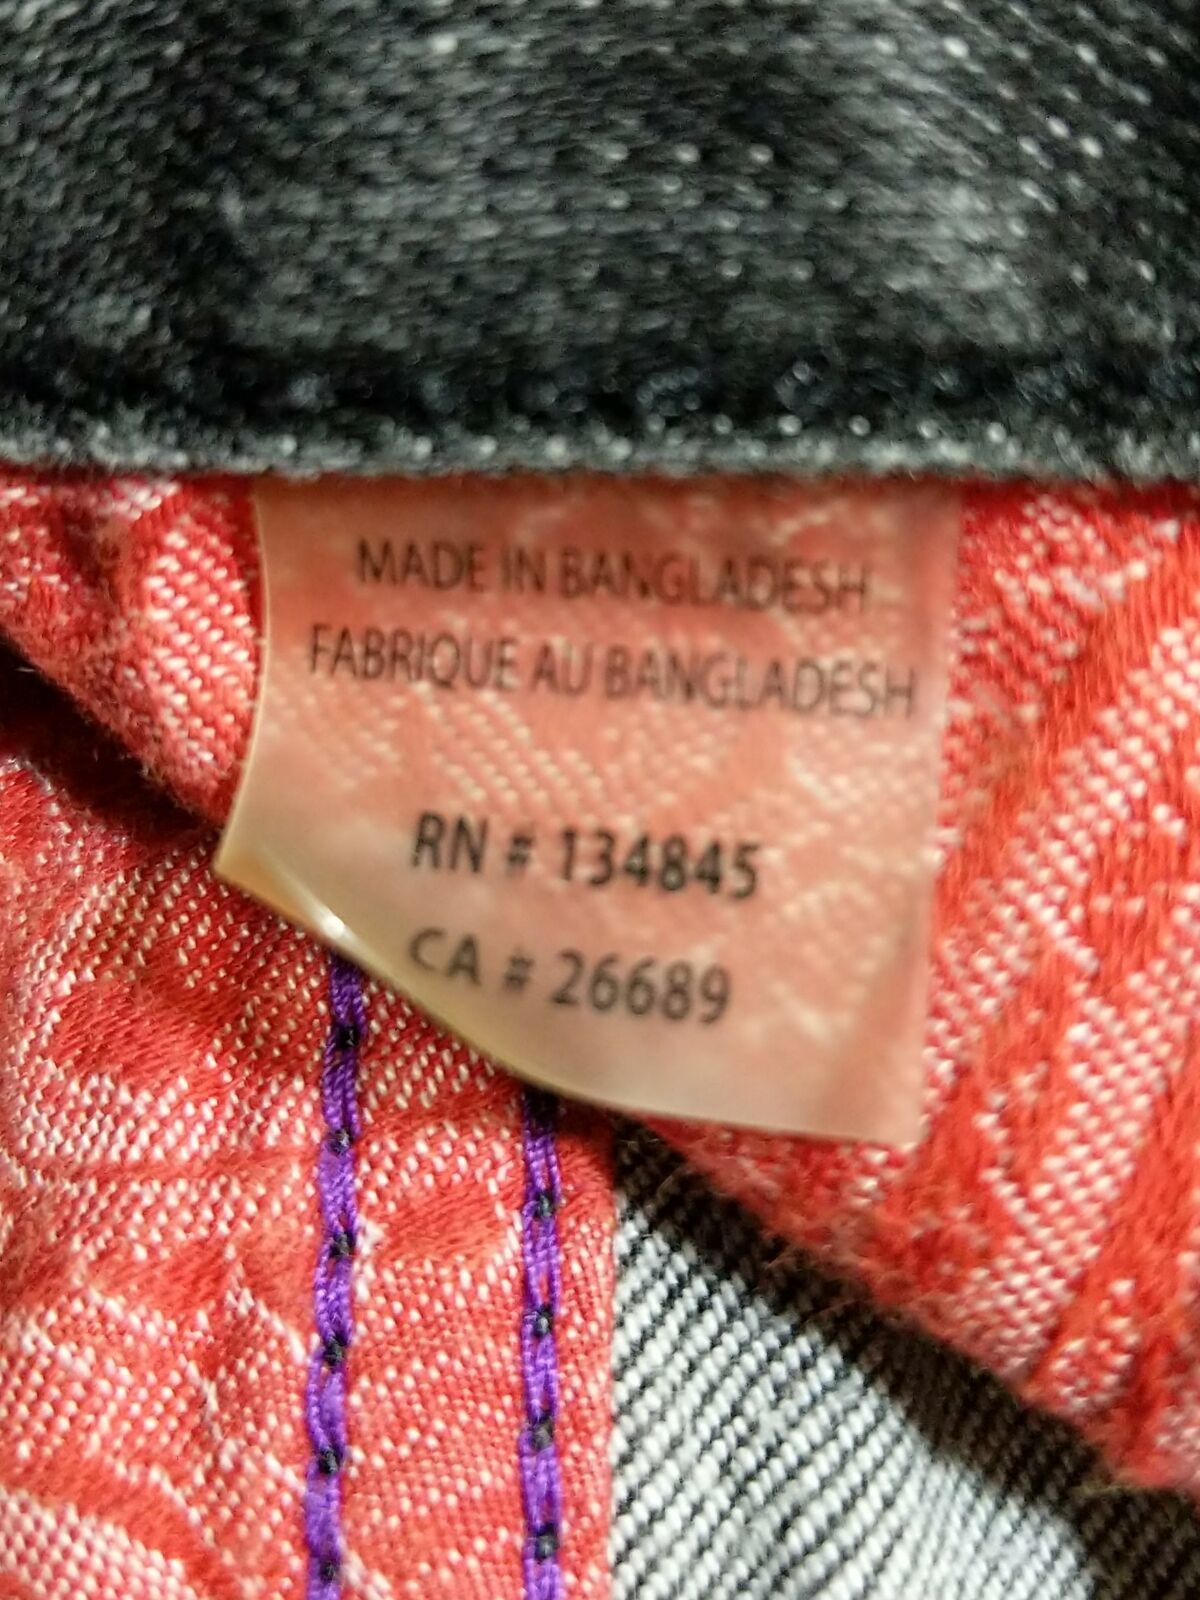 MADE IN BANGLADESH
FABRIQUE AU BANGLADESH
RN # 134845
CA # 26689